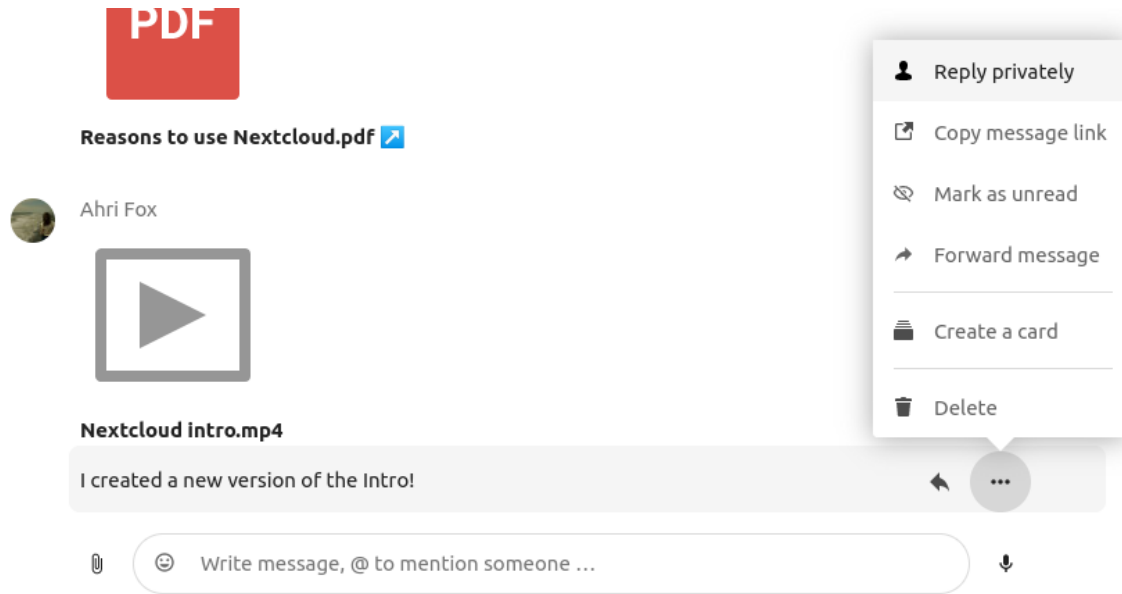 PDF
Reasons to use Nextcloud.pdf
Ahri Fox
Nextcloud intro.mp4
I created a new version of the Intro!
Write message, @ to mention someone …
Reply privately
Copy message link
Mark as unread
Forward message
Create a card
Delete